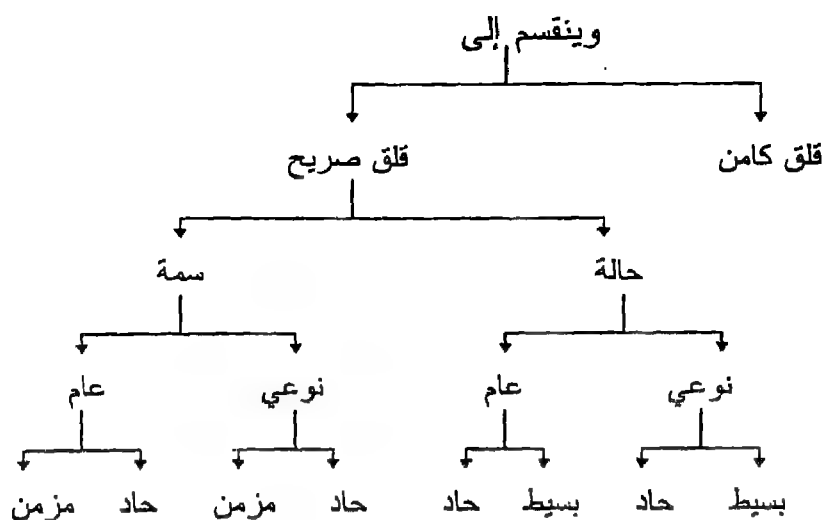 وينقسم إلى
قلق كامن قلق صريح
حالة سمة
نوعي عام نوعي عام
بسيط حاد بسيط حاد حاد مزمن حاد مزمن